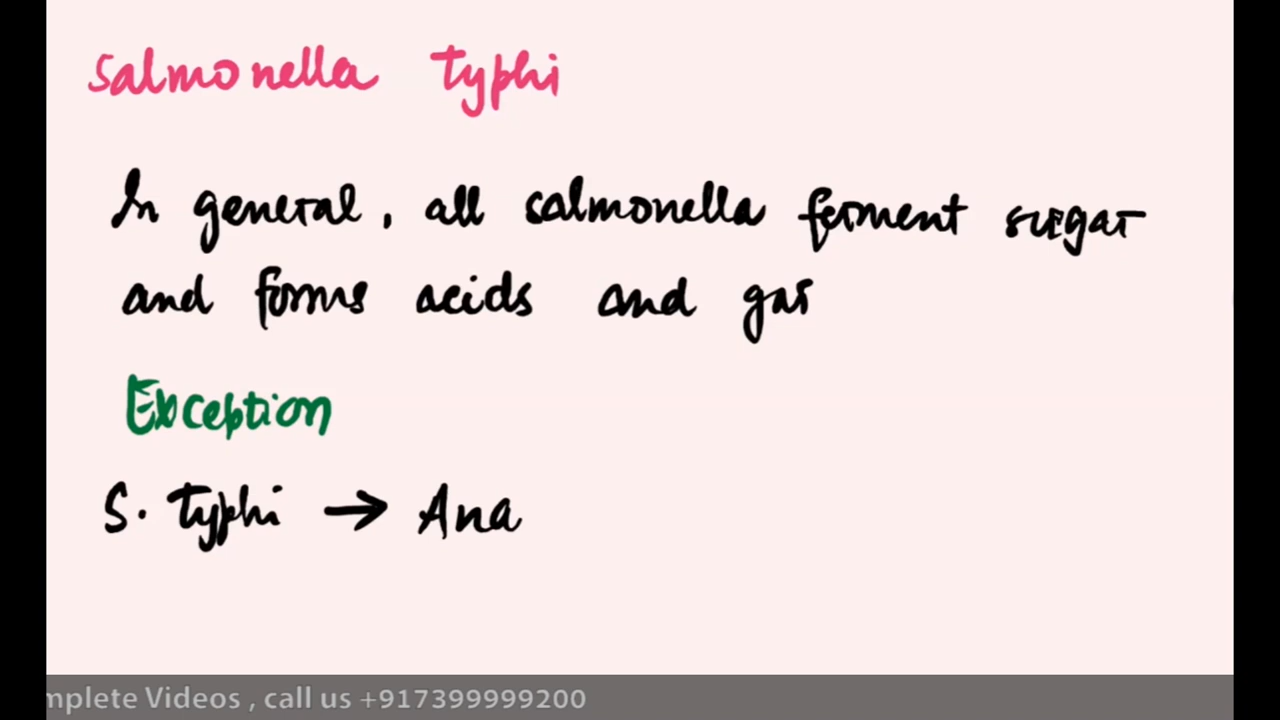 Salmonella typhi
In general, all salmonella ferment sugar
and forms acids and gas
Exception
S. typhi → Ana
mplete Videos , call us +917399999200